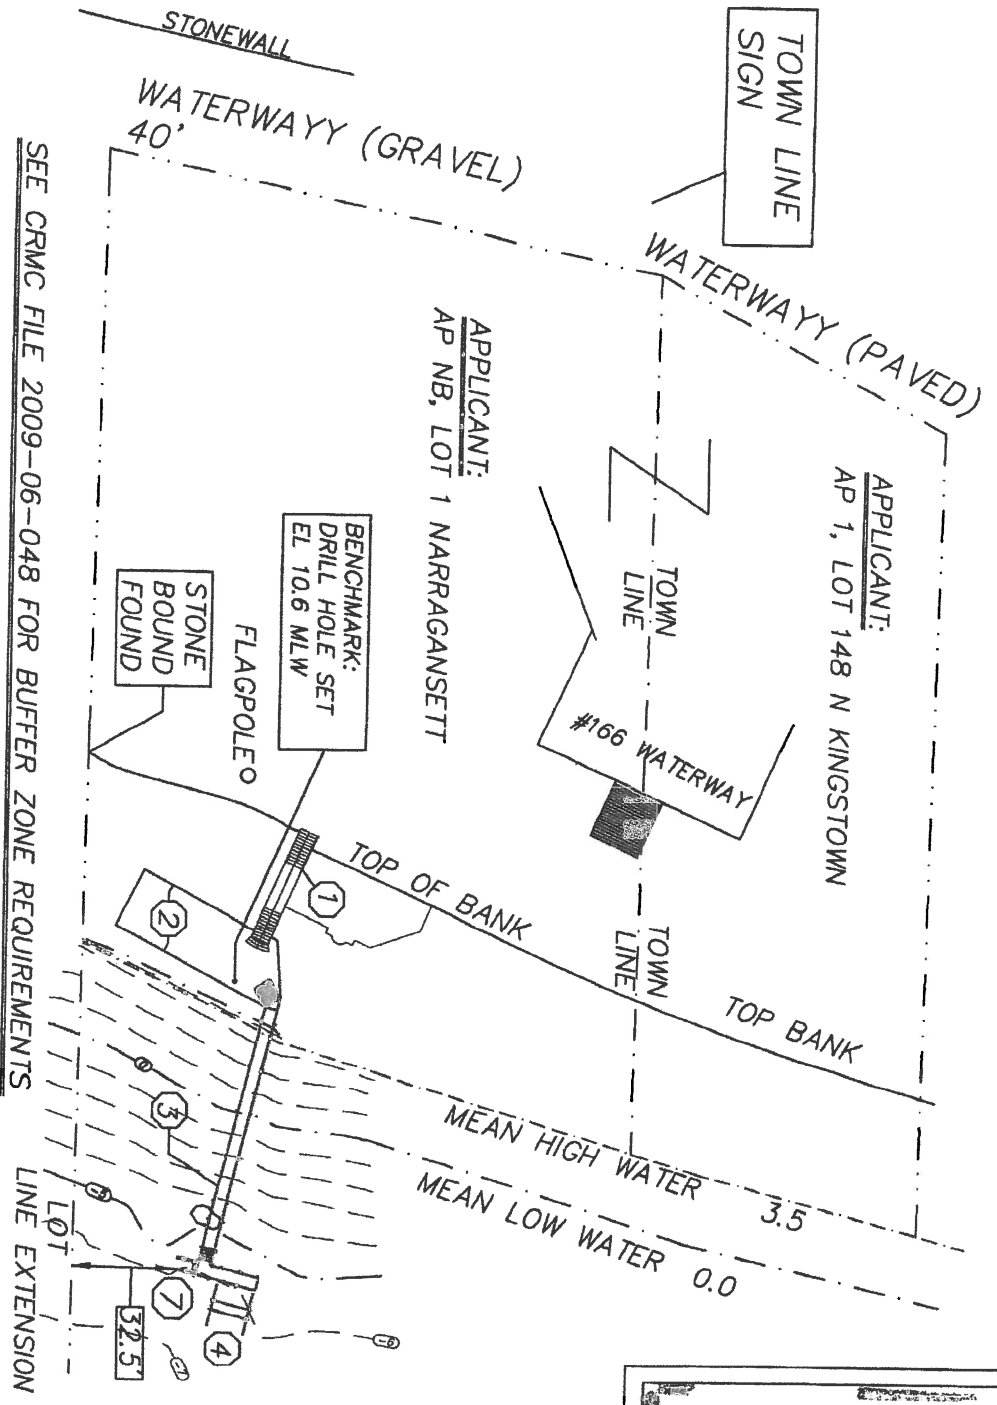 STONEWALL
WATERWAYY (GRAVEL)
40'
TOWN LINE
SIGN
WATERWAYY (PAVED)
APPLICANT:
AP 1, LOT 148 N KINGSTOWN
APPLICANT:
AP NB, LOT 1 NARRAGANSETT
TOWN
LINE
#166 WATERWAY
TOWN
LINE
BENCHMARK:
DRILL HOLE SET
EL 10.6 MLW
FLAGPOLE
STONE
BOUND
FOUND
TOP OF BANK
TOP BANK
1
2
3
4
7
MEAN HIGH WATER 3.5
MEAN LOW WATER 0.0
0
-6
-7
32.5'
LOT
LINE EXTENSION
SEE CRMC FILE 2009-06-048 FOR BUFFER ZONE REQUIREMENTS